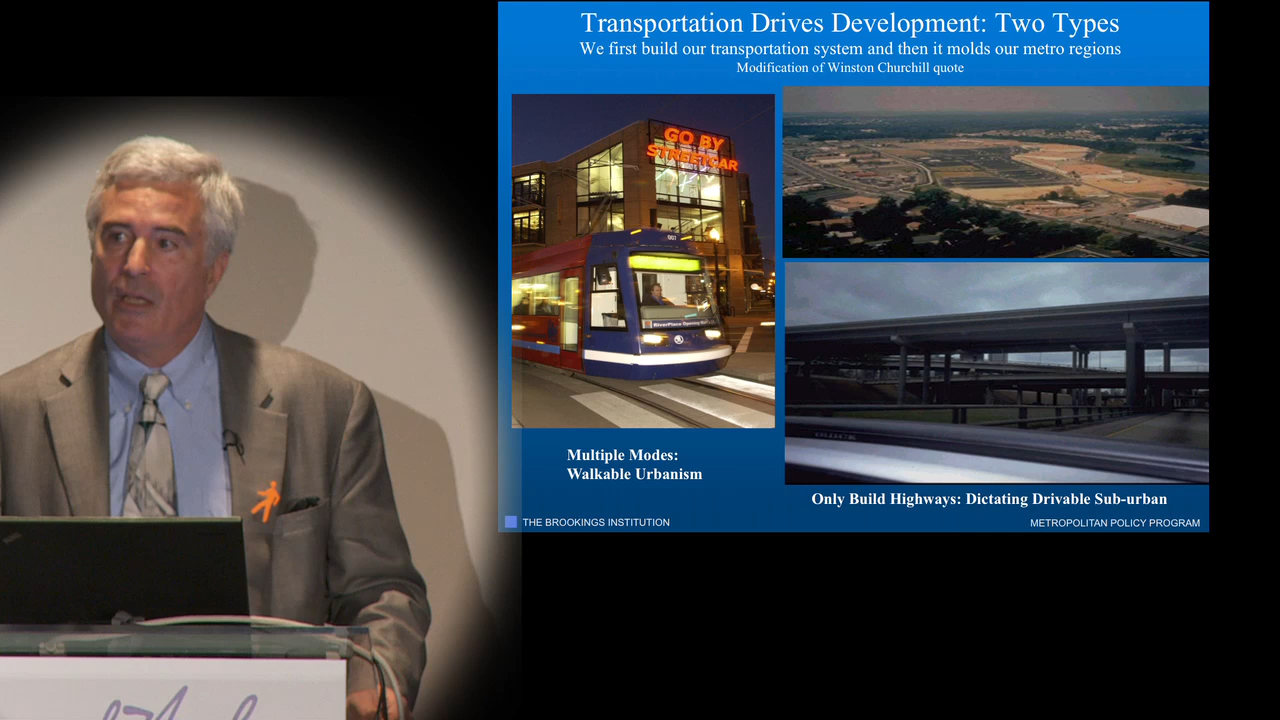 Transportation Drives Development: Two Types
We first build our transportation system and then it molds our metro regions
Modification of Winston Churchill quote
GO BY
STREETCAR
001
Multiple Modes:
Walkable Urbanism
Only Build Highways: Dictating Drivable Sub-urban
THE BROOKINGS INSTITUTION
METROPOLITAN POLICY PROGRAM